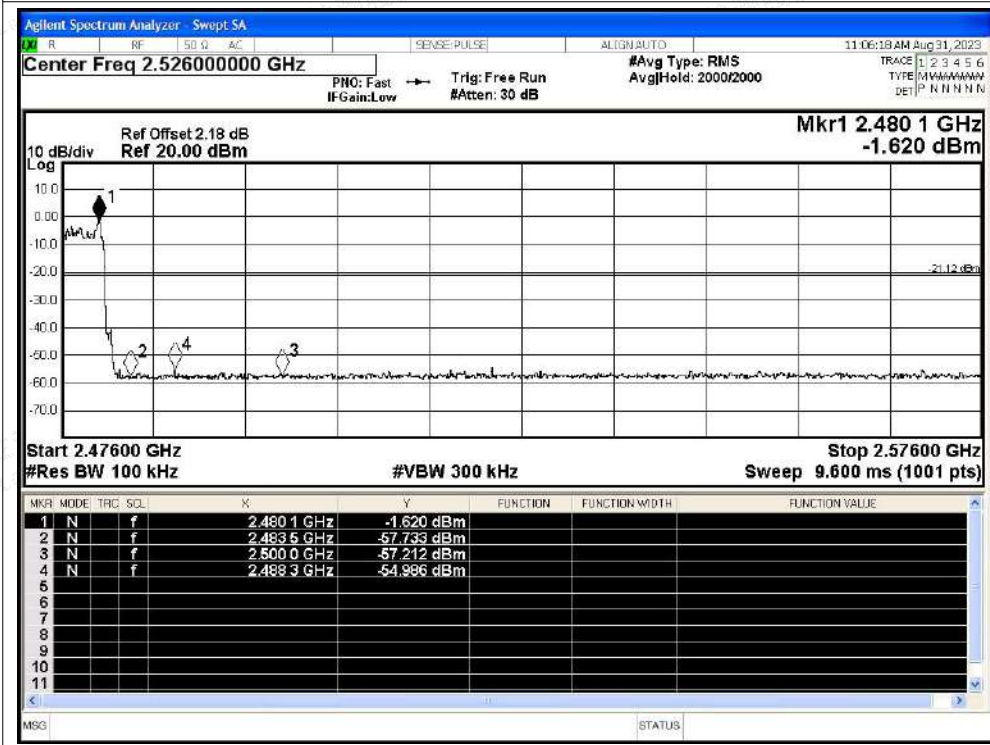 Agilent Spectrum Analyzer - Swept SA
LXI R RF 50 Ω AC SENSE:PULSE ALIGN AUTO 11:06:18 AM Aug 31, 2023
Center Freq 2.526000000 GHz #Avg Type: RMS TRACE 1 2 3 4 5 6
PNO: Fast Trig: Free Run Avg|Hold: 2000/2000 TYPE M
IFGain:Low #Atten: 30 dB DET P N N N N N
Mkr1 2.480 1 GHz
-1.620 dBm
Ref Offset 2.18 dB
10 dB/div Ref 20.00 dBm
Log
10.0
1
0.00
-10.0
-20.0
-21.12 dBm
-30.0
-40.0
-50.0
2 4 3
-60.0
-70.0
Start 2.47600 GHz Stop 2.57600 GHz
#Res BW 100 kHz #VBW 300 kHz Sweep 9.600 ms (1001 pts)
MKR MODE TRC SCL X Y FUNCTION FUNCTION WIDTH FUNCTION VALUE
1 N f 2.480 1 GHz -1.620 dBm
2 N f 2.483 5 GHz -57.733 dBm
3 N f 2.500 0 GHz -57.212 dBm
4 N f 2.488 3 GHz -54.986 dBm
5
6
7
8
9
10
11
MSG STATUS